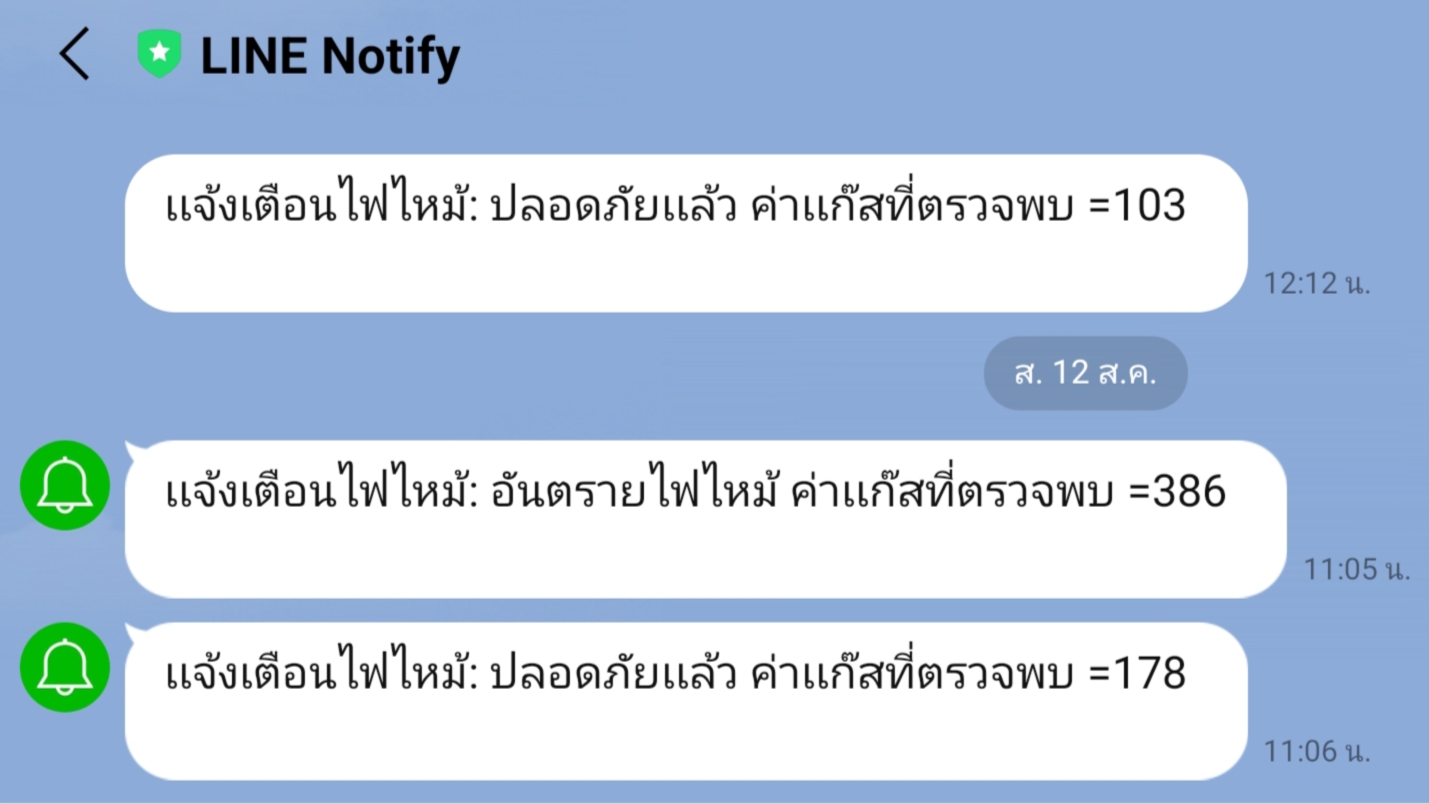 LINE Notify
แจ้งเตือนไฟไหม้: ปลอดภัยแล้ว ค่าแก๊สที่ตรวจพบ =103
12:12 น.
ส. 12 ส.ค.
แจ้งเตือนไฟไหม้: อันตรายไฟไหม้ ค่าแก๊สที่ตรวจพบ =386
11:05 น.
แจ้งเตือนไฟไหม้: ปลอดภัยแล้ว ค่าแก๊สที่ตรวจพบ =178
11:06 น.